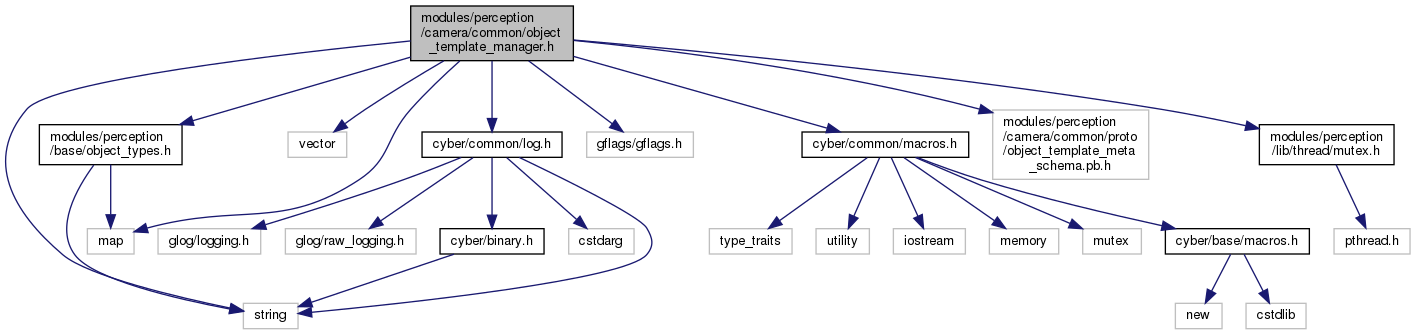 modules/perception
/camera/common/object
_template_manager.h
modules/perception
/base/object_types.h
vector
cyber/common/log.h
gflags/gflags.h
cyber/common/macros.h
modules/perception
/camera/common/proto
/object_template_meta
_schema.pb.h
modules/perception
/lib/thread/mutex.h
map
glog/logging.h
glog/raw_logging.h
cyber/binary.h
cstdarg
type_traits
utility
iostream
memory
mutex
cyber/base/macros.h
pthread.h
string
new
cstdlib